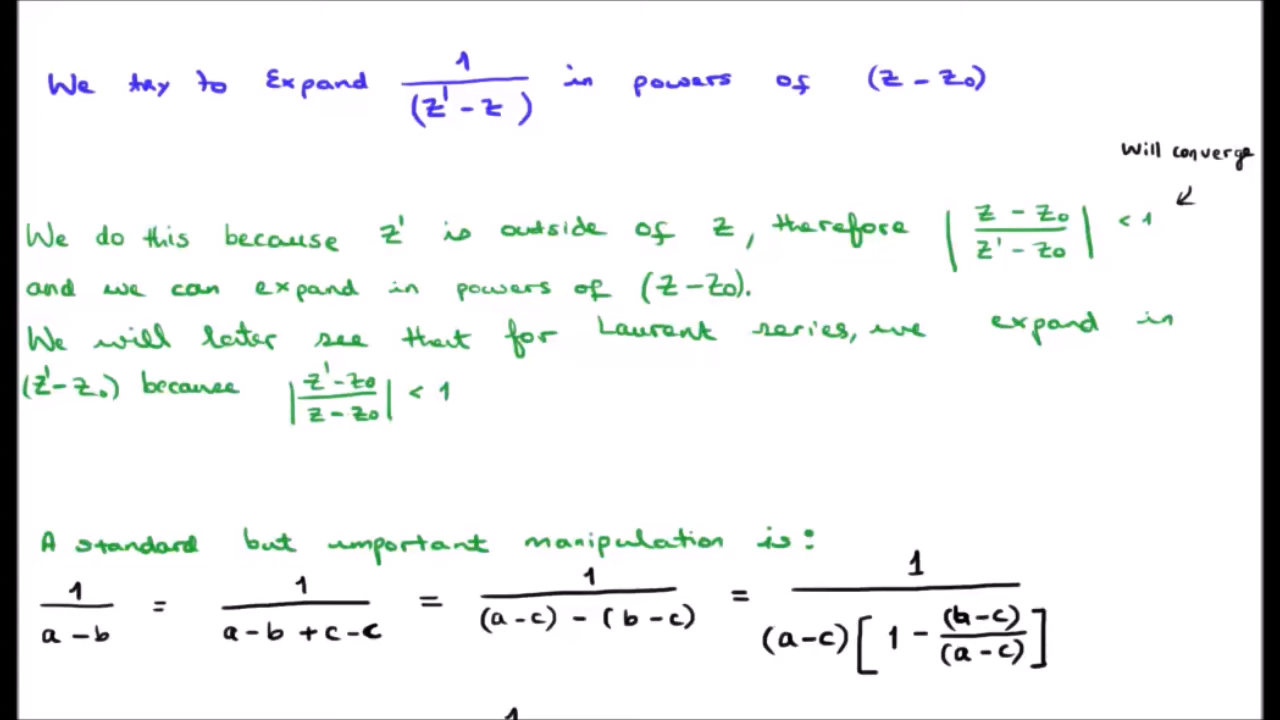 We try to Expand 1/(z' - z) in powers of (z - z₀)
Will converge
↙
We do this because z' is outside of z, therefore |(z - z₀)/(z' - z₀)| < 1
and we can expand in powers of (z-z₀).
We will later see that for Laurent series, we expand in
(z'-z₀) because |(z'-z₀)/(z-z₀)| < 1
A standard but important manipulation is:
1/(a-b) = 1/(a-b+c-c) = 1/((a-c) - (b-c)) = 1/((a-c)[1 - (b-c)/(a-c)])
1